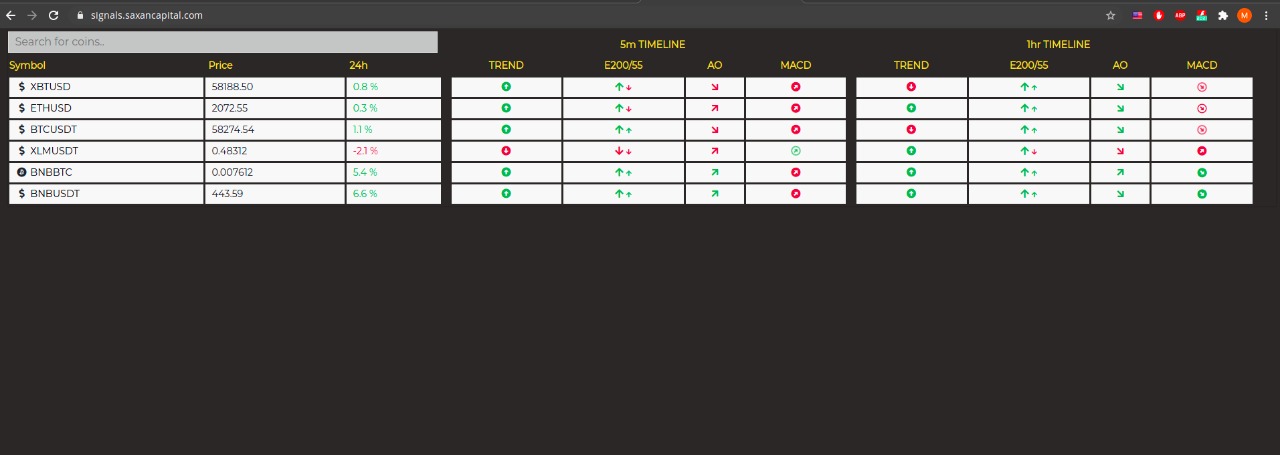 signals.saxancapital.com
ABP
M
Search for coins..
5m TIMELINE 1hr TIMELINE
Symbol Price 24h TREND E200/55 AO MACD TREND E200/55 AO MACD
$ XBTUSD 58188.50 0.8 %
$ ETHUSD 2072.55 0.3 %
$ BTCUSDT 58274.54 1.1 %
$ XLMUSDT 0.48312 -2.1 %
BNBBTC 0.007612 5.4 %
$ BNBUSDT 443.59 6.6 %